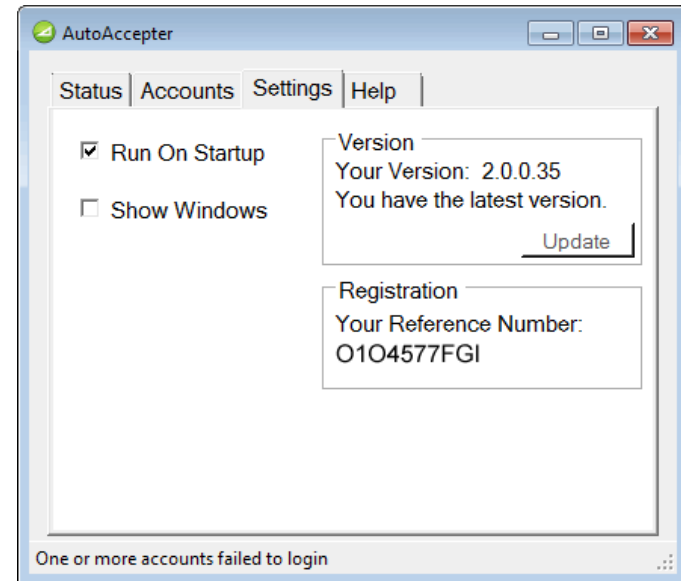 AutoAccepter
Status Accounts Settings Help
Run On Startup
Show Windows
Version
Your Version: 2.0.0.35
You have the latest version.
Update
Registration
Your Reference Number:
O1O4577FGI
One or more accounts failed to login